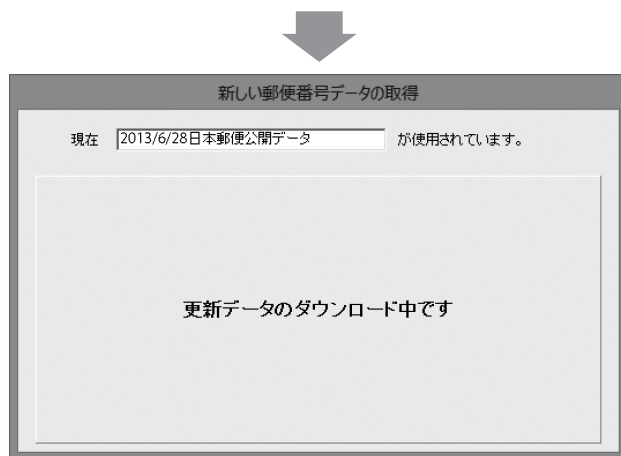 新しい郵便番号データの取得
現在 2013/6/28日本郵便公開データ が使用されています。
更新データのダウンロード中です